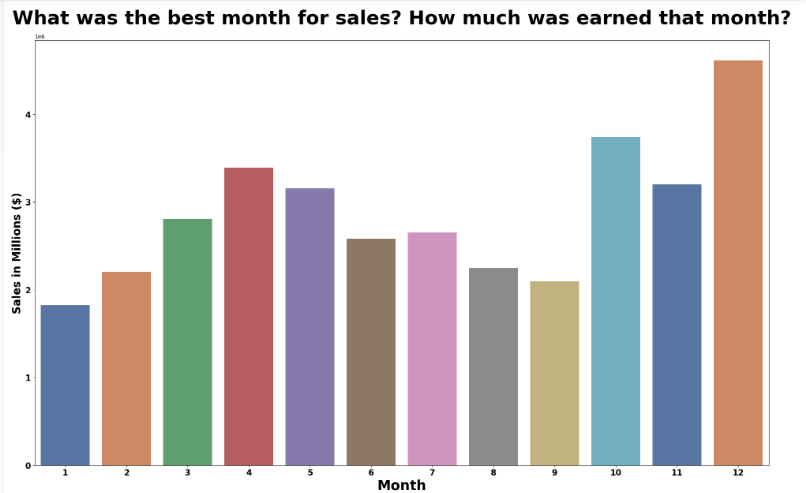 What was the best month for sales? How much was earned that month?
1e6
4
3
2
1
0
Sales in Millions ($)
1 2 3 4 5 6 7 8 9 10 11 12
Month